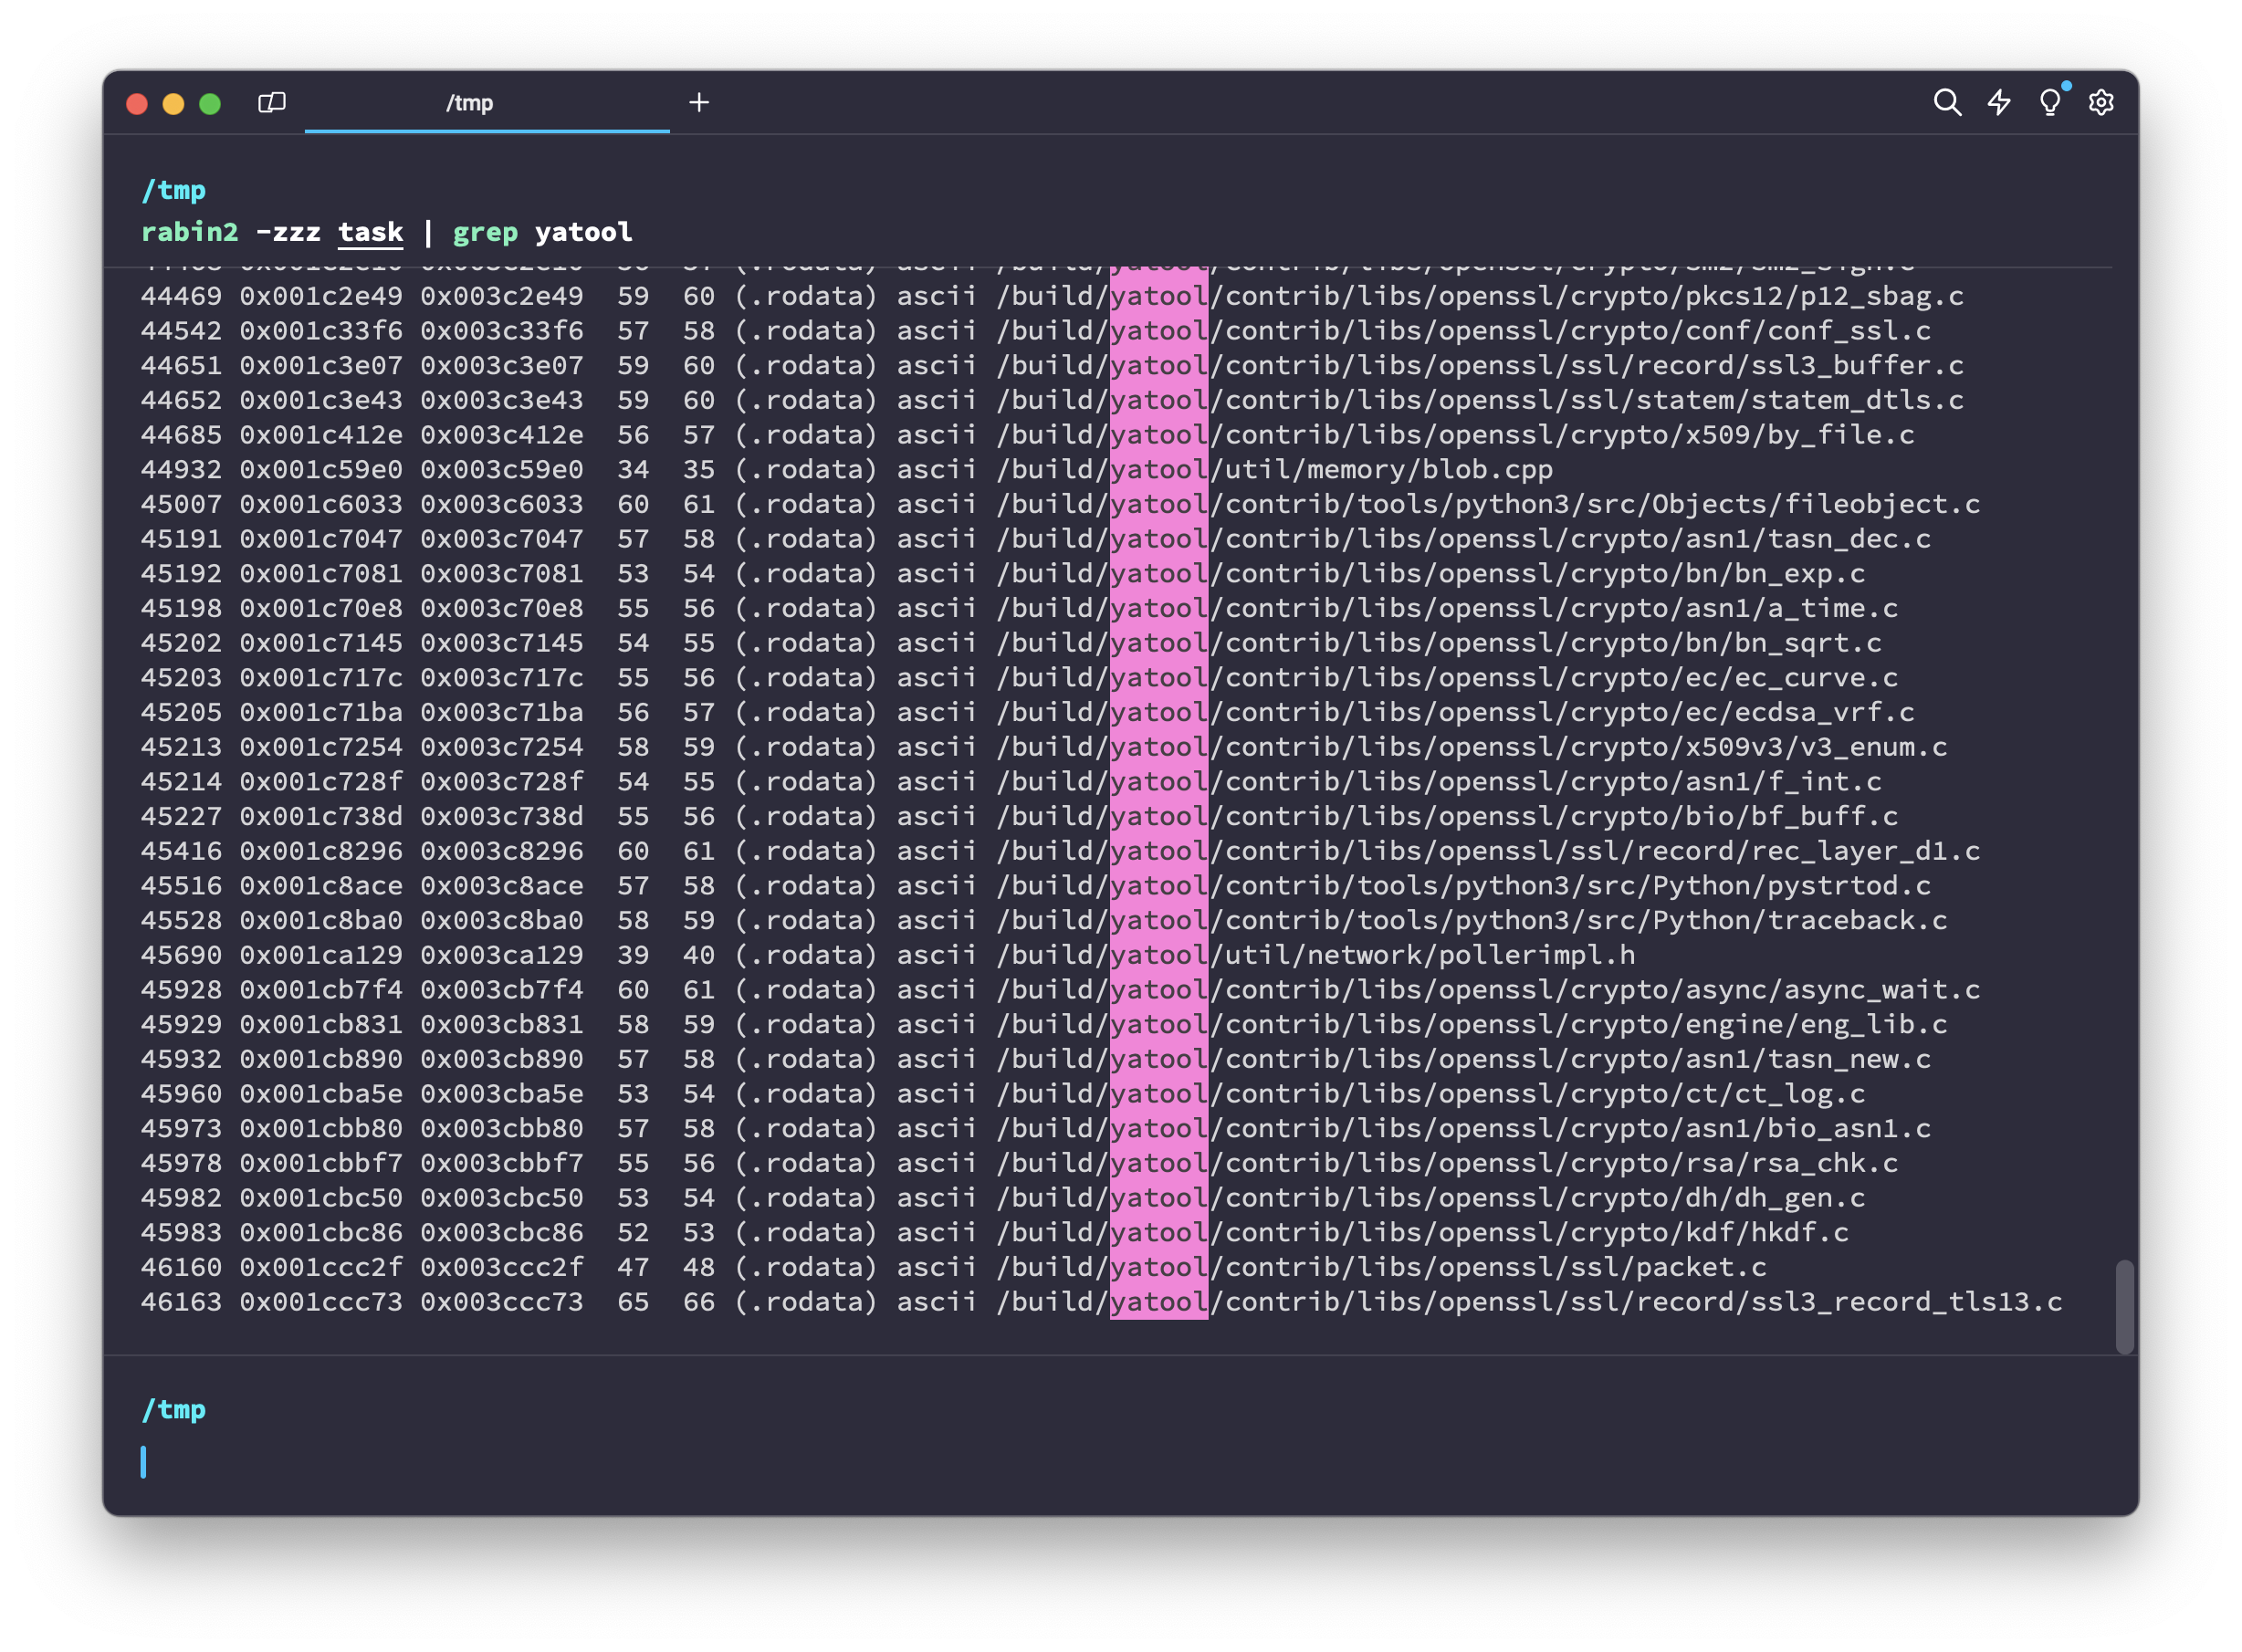 /tmp
/tmp
rabin2 -zzz task | grep yatool
44469 0x001c2e49 0x003c2e49 59 60 (.rodata) ascii /build/yatool/contrib/libs/openssl/crypto/pkcs12/p12_sbag.c
44542 0x001c33f6 0x003c33f6 57 58 (.rodata) ascii /build/yatool/contrib/libs/openssl/crypto/conf/conf_ssl.c
44651 0x001c3e07 0x003c3e07 59 60 (.rodata) ascii /build/yatool/contrib/libs/openssl/ssl/record/ssl3_buffer.c
44652 0x001c3e43 0x003c3e43 59 60 (.rodata) ascii /build/yatool/contrib/libs/openssl/ssl/statem/statem_dtls.c
44685 0x001c412e 0x003c412e 56 57 (.rodata) ascii /build/yatool/contrib/libs/openssl/crypto/x509/by_file.c
44932 0x001c59e0 0x003c59e0 34 35 (.rodata) ascii /build/yatool/util/memory/blob.cpp
45007 0x001c6033 0x003c6033 60 61 (.rodata) ascii /build/yatool/contrib/tools/python3/src/Objects/fileobject.c
45191 0x001c7047 0x003c7047 57 58 (.rodata) ascii /build/yatool/contrib/libs/openssl/crypto/asn1/tasn_dec.c
45192 0x001c7081 0x003c7081 53 54 (.rodata) ascii /build/yatool/contrib/libs/openssl/crypto/bn/bn_exp.c
45198 0x001c70e8 0x003c70e8 55 56 (.rodata) ascii /build/yatool/contrib/libs/openssl/crypto/asn1/a_time.c
45202 0x001c7145 0x003c7145 54 55 (.rodata) ascii /build/yatool/contrib/libs/openssl/crypto/bn/bn_sqrt.c
45203 0x001c717c 0x003c717c 55 56 (.rodata) ascii /build/yatool/contrib/libs/openssl/crypto/ec/ec_curve.c
45205 0x001c71ba 0x003c71ba 56 57 (.rodata) ascii /build/yatool/contrib/libs/openssl/crypto/ec/ecdsa_vrf.c
45213 0x001c7254 0x003c7254 58 59 (.rodata) ascii /build/yatool/contrib/libs/openssl/crypto/x509v3/v3_enum.c
45214 0x001c728f 0x003c728f 54 55 (.rodata) ascii /build/yatool/contrib/libs/openssl/crypto/asn1/f_int.c
45227 0x001c738d 0x003c738d 55 56 (.rodata) ascii /build/yatool/contrib/libs/openssl/crypto/bio/bf_buff.c
45416 0x001c8296 0x003c8296 60 61 (.rodata) ascii /build/yatool/contrib/libs/openssl/ssl/record/rec_layer_d1.c
45516 0x001c8ace 0x003c8ace 57 58 (.rodata) ascii /build/yatool/contrib/tools/python3/src/Python/pystrtod.c
45528 0x001c8ba0 0x003c8ba0 58 59 (.rodata) ascii /build/yatool/contrib/tools/python3/src/Python/traceback.c
45690 0x001ca129 0x003ca129 39 40 (.rodata) ascii /build/yatool/util/network/pollerimpl.h
45928 0x001cb7f4 0x003cb7f4 60 61 (.rodata) ascii /build/yatool/contrib/libs/openssl/crypto/async/async_wait.c
45929 0x001cb831 0x003cb831 58 59 (.rodata) ascii /build/yatool/contrib/libs/openssl/crypto/engine/eng_lib.c
45932 0x001cb890 0x003cb890 57 58 (.rodata) ascii /build/yatool/contrib/libs/openssl/crypto/asn1/tasn_new.c
45960 0x001cba5e 0x003cba5e 53 54 (.rodata) ascii /build/yatool/contrib/libs/openssl/crypto/ct/ct_log.c
45973 0x001cbb80 0x003cbb80 57 58 (.rodata) ascii /build/yatool/contrib/libs/openssl/crypto/asn1/bio_asn1.c
45978 0x001cbbf7 0x003cbbf7 55 56 (.rodata) ascii /build/yatool/contrib/libs/openssl/crypto/rsa/rsa_chk.c
45982 0x001cbc50 0x003cbc50 53 54 (.rodata) ascii /build/yatool/contrib/libs/openssl/crypto/dh/dh_gen.c
45983 0x001cbc86 0x003cbc86 52 53 (.rodata) ascii /build/yatool/contrib/libs/openssl/crypto/kdf/hkdf.c
46160 0x001ccc2f 0x003ccc2f 47 48 (.rodata) ascii /build/yatool/contrib/libs/openssl/ssl/packet.c
46163 0x001ccc73 0x003ccc73 65 66 (.rodata) ascii /build/yatool/contrib/libs/openssl/ssl/record/ssl3_record_tls13.c
/tmp